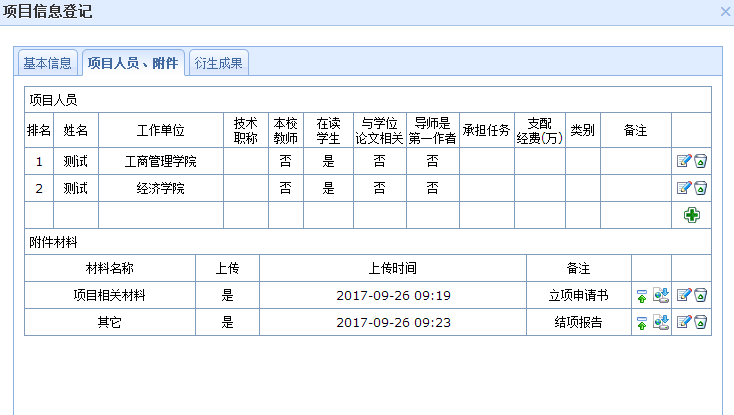 项目信息登记
基本信息 项目人员、附件 衍生成果
项目人员
排名 姓名 工作单位 技术职称 本校教师 在读学生 与学位论文相关 导师是第一作者 承担任务 支配经费(万) 类别 备注
1 测试 工商管理学院 否 是 否 否
2 测试 经济学院 否 是 否 否
附件材料
材料名称 上传 上传时间 备注
项目相关材料 是 2017-09-26 09:19 立项申请书
其它 是 2017-09-26 09:23 结项报告